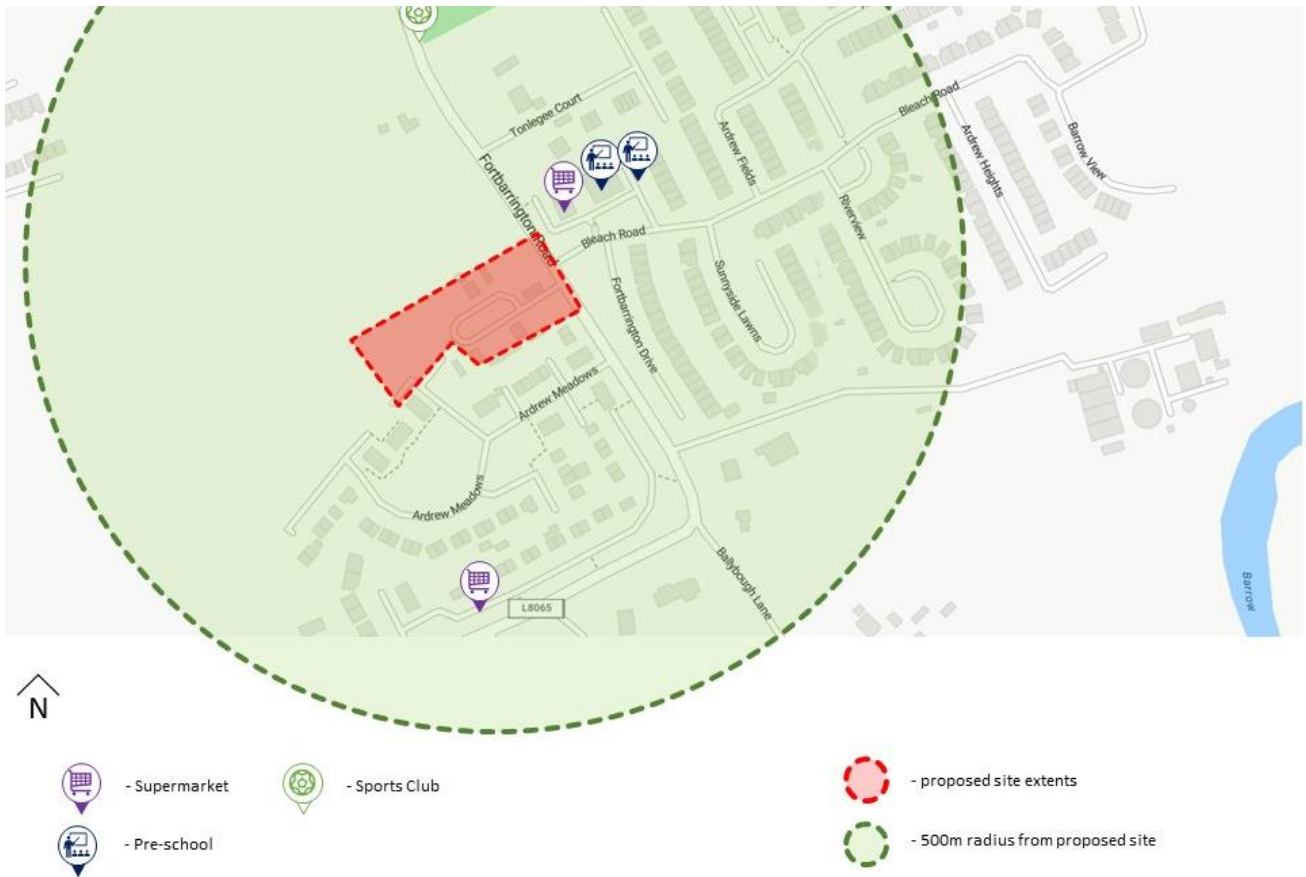 Tonlegee Court
Fortbarrington Road
Bleach Road
Ardrew Fields
Bleach Road
Ardrew Heights
Barrow View
Riverview
Sunnyside Lawns
Fortbarrington Drive
Ardrew Meadows
Ardrew Meadows
L8065
Ballybough Lane
Barrow
N
- Supermarket
- Sports Club
- Pre-school
- proposed site extents
- 500m radius from proposed site